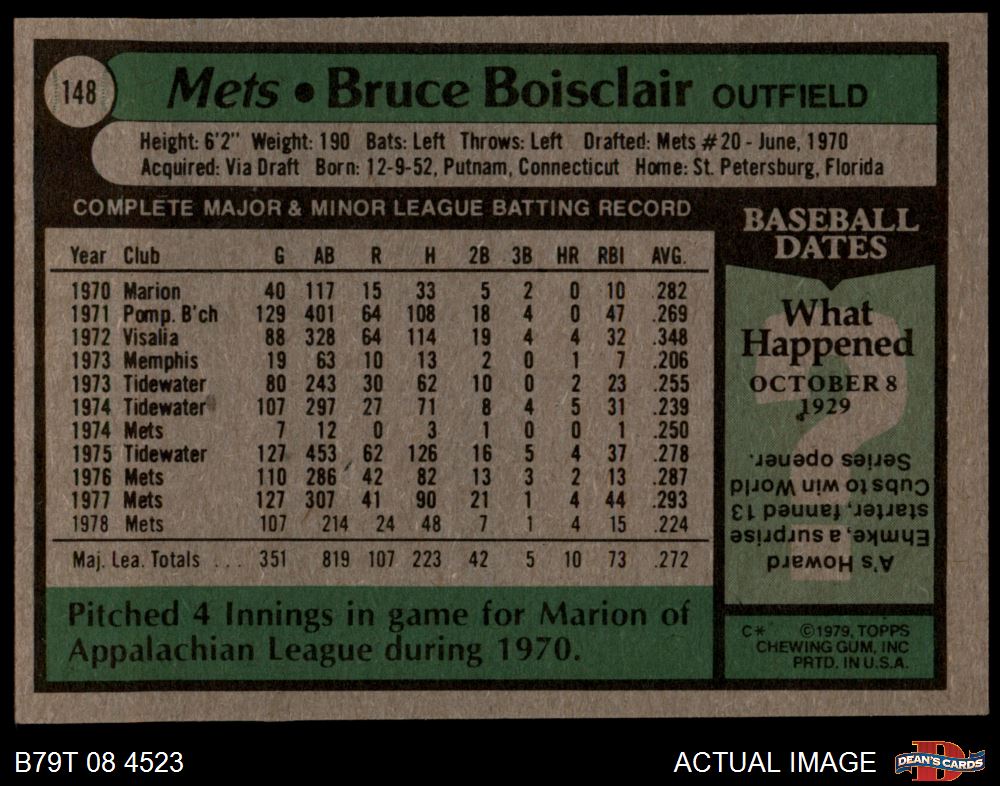 148
Mets • Bruce Boisclair OUTFIELD
Height: 6'2" Weight: 190 Bats: Left Throws: Left Drafted: Mets #20 - June, 1970
Acquired: Via Draft Born: 12-9-52, Putnam, Connecticut Home: St. Petersburg, Florida
COMPLETE MAJOR & MINOR LEAGUE BATTING RECORD
Year Club G AB R H 2B 3B HR RBI AVG.
1970 Marion 40 117 15 33 5 2 0 10 .282
1971 Pomp. B'ch 129 401 64 108 18 4 0 47 .269
1972 Visalia 88 328 64 114 19 4 4 32 .348
1973 Memphis 19 63 10 13 2 0 1 7 .206
1973 Tidewater 80 243 30 62 10 0 2 23 .255
1974 Tidewater 107 297 27 71 8 4 5 31 .239
1974 Mets 7 12 0 3 1 0 0 1 .250
1975 Tidewater 127 453 62 126 16 5 4 37 .278
1976 Mets 110 286 42 82 13 3 2 13 .287
1977 Mets 127 307 41 90 21 1 4 44 .293
1978 Mets 107 214 24 48 7 1 4 15 .224
Maj. Lea. Totals ... 351 819 107 223 42 5 10 73 .272
Pitched 4 Innings in game for Marion of
Appalachian League during 1970.
BASEBALL
DATES
What
Happened
OCTOBER 8
1929
A's Howard
Ehmke, a surprise
starter, fanned 13
Cubs to win World
Series opener.
C* ©1979, TOPPS
CHEWING GUM, INC
PRTD. IN U.S.A.
B79T 08 4523
ACTUAL IMAGE
D
DEAN'S CARDS